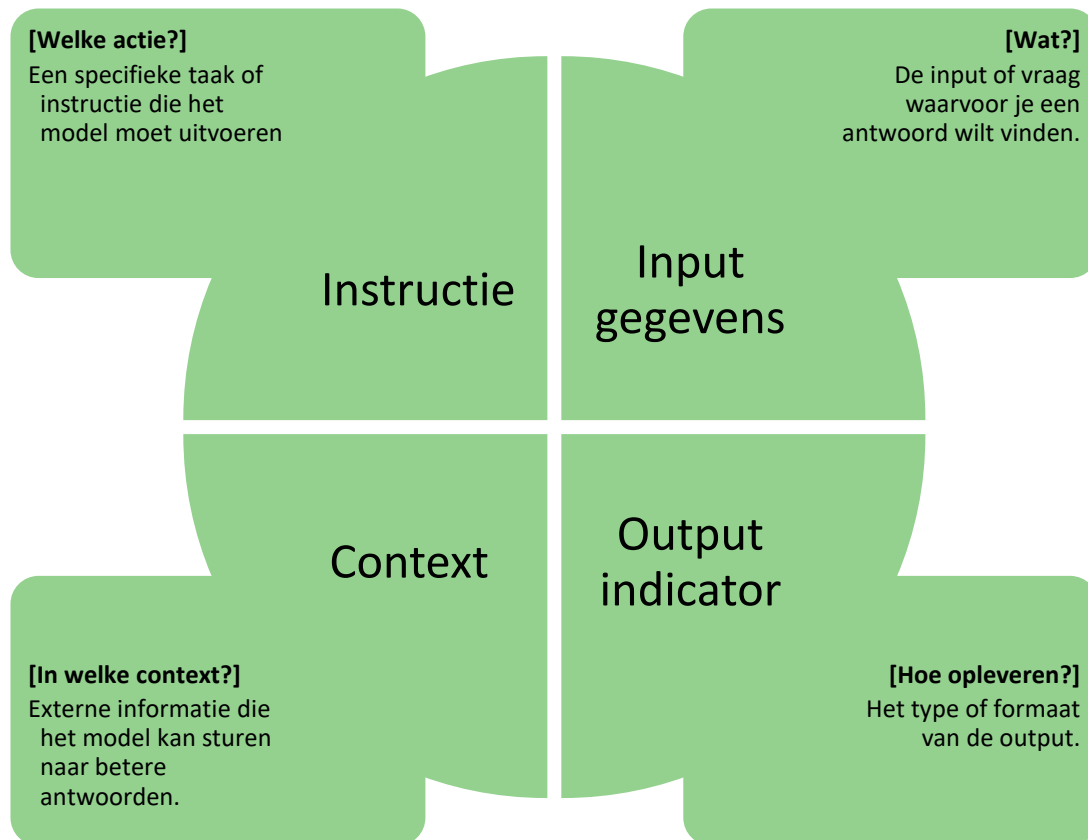 [Welke actie?]
Een specifieke taak of
instructie die het
model moet uitvoeren
[Wat?]
De input of vraag
waarvoor je een
antwoord wilt vinden.
Instructie
Input
gegevens
Context
Output
indicator
[In welke context?]
Externe informatie die
het model kan sturen
naar betere
antwoorden.
[Hoe opleveren?]
Het type of formaat
van de output.